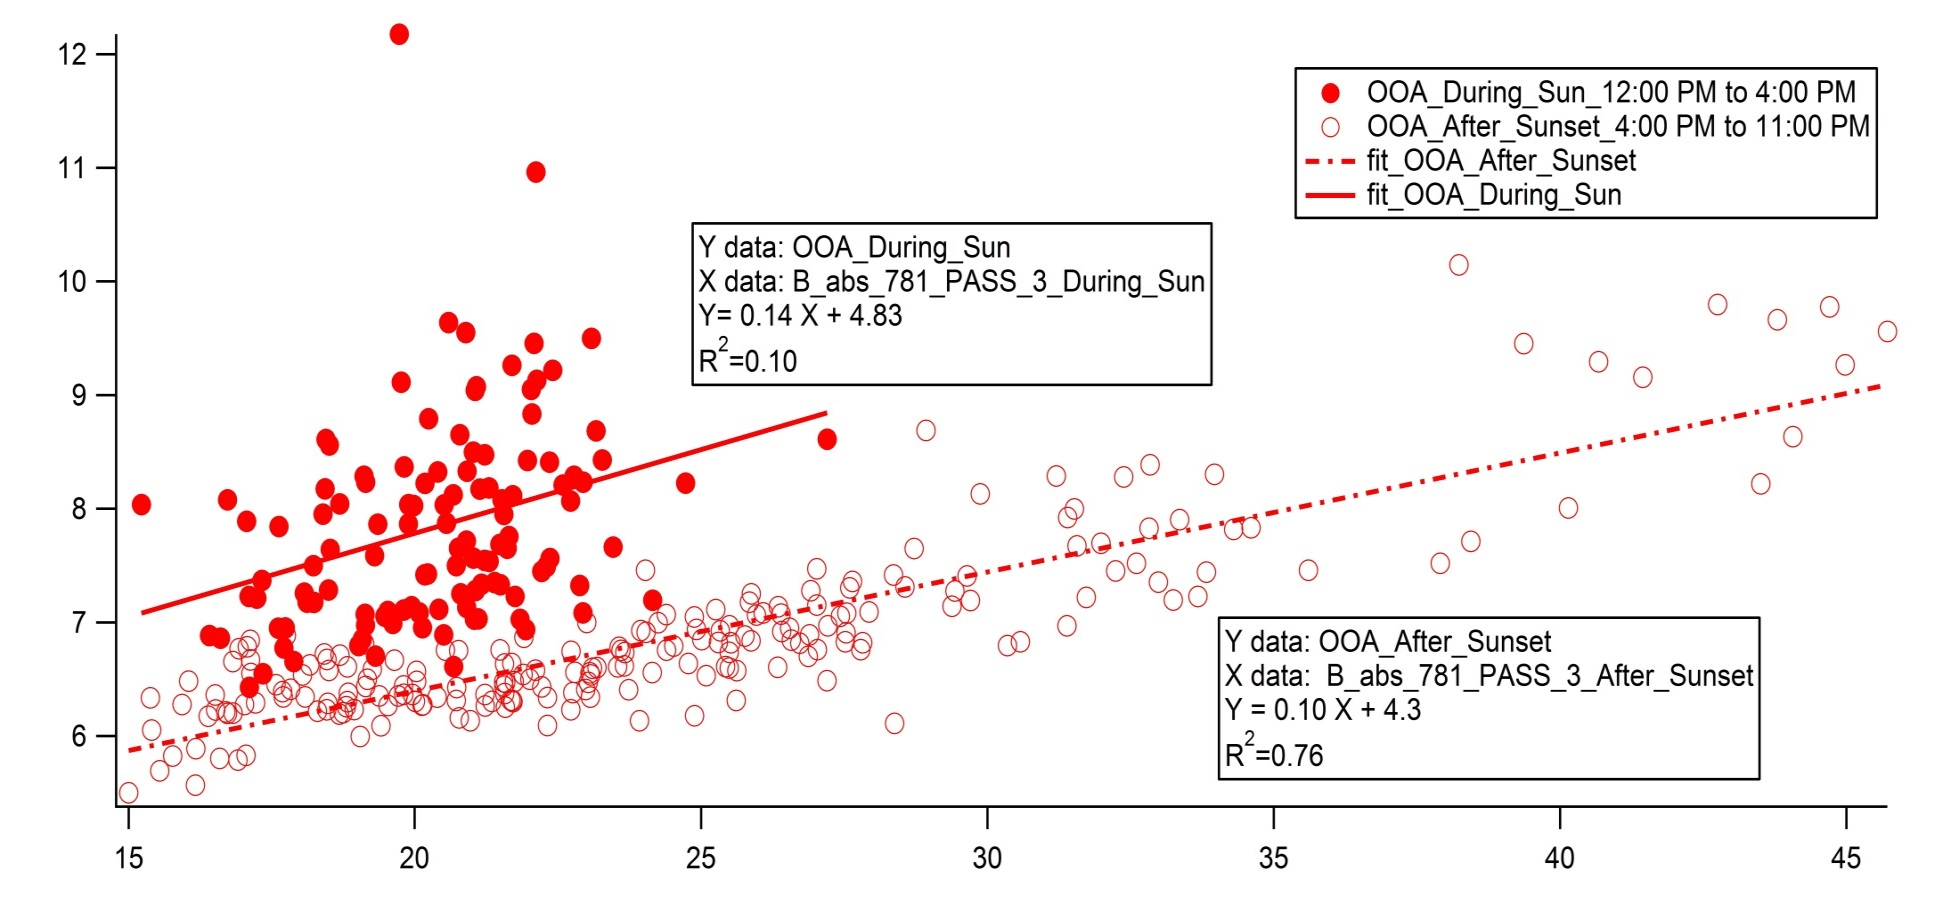 12
11
10
9
8
7
6
15
20
25
30
35
40
45
OOA_During_Sun_12:00 PM to 4:00 PM
OOA_After_Sunset_4:00 PM to 11:00 PM
fit_OOA_After_Sunset
fit_OOA_During_Sun
Y data: OOA_During_Sun
X data: B_abs_781_PASS_3_During_Sun
Y= 0.14 X + 4.83
R²=0.10
Y data: OOA_After_Sunset
X data:  B_abs_781_PASS_3_After_Sunset
Y = 0.10 X + 4.3
R²=0.76